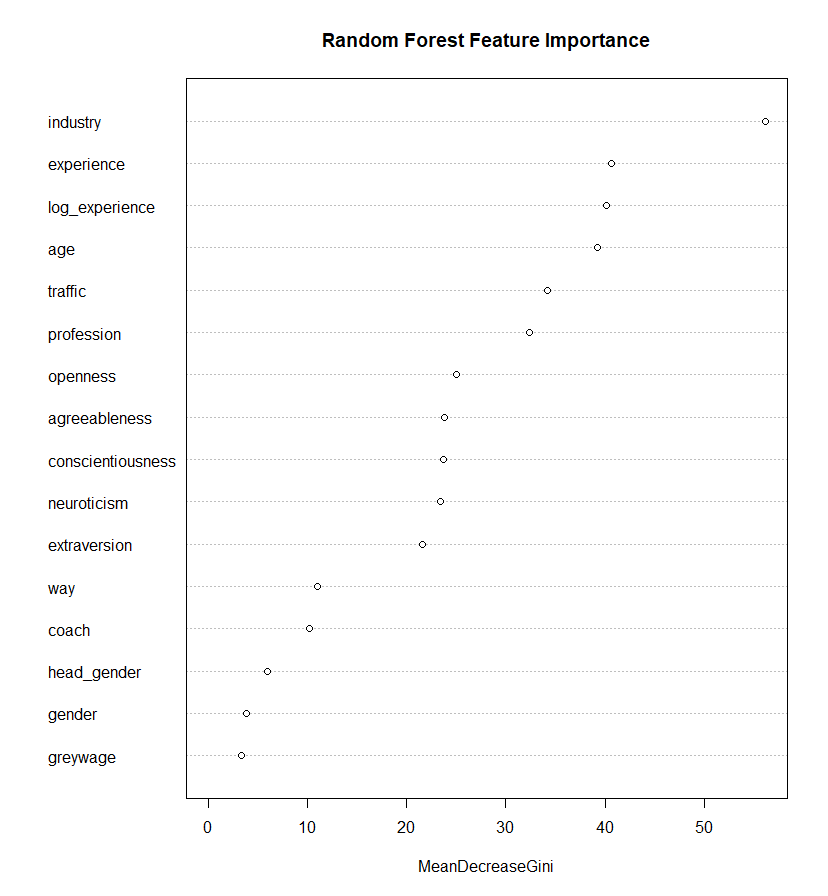 Random Forest Feature Importance
industry
experience
log_experience
age
traffic
profession
openness
agreeableness
conscientiousness
neuroticism
extraversion
way
coach
head_gender
gender
greywage
0 10 20 30 40 50
MeanDecreaseGini